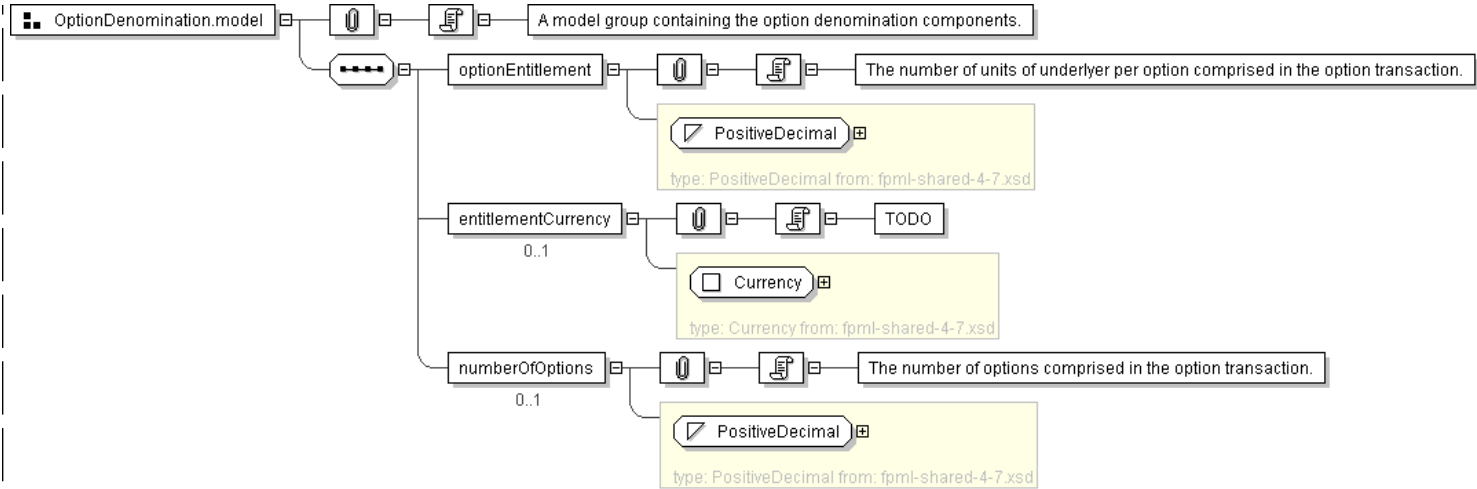 OptionDenomination.model
A model group containing the option denomination components.
optionEntitlement
The number of units of underlyer per option comprised in the option transaction.
PositiveDecimal
type: PositiveDecimal from: fpml-shared-4-7.xsd
entitlementCurrency
TODO
0..1
Currency
type: Currency from: fpml-shared-4-7.xsd
numberOfOptions
The number of options comprised in the option transaction.
0..1
PositiveDecimal
type: PositiveDecimal from: fpml-shared-4-7.xsd